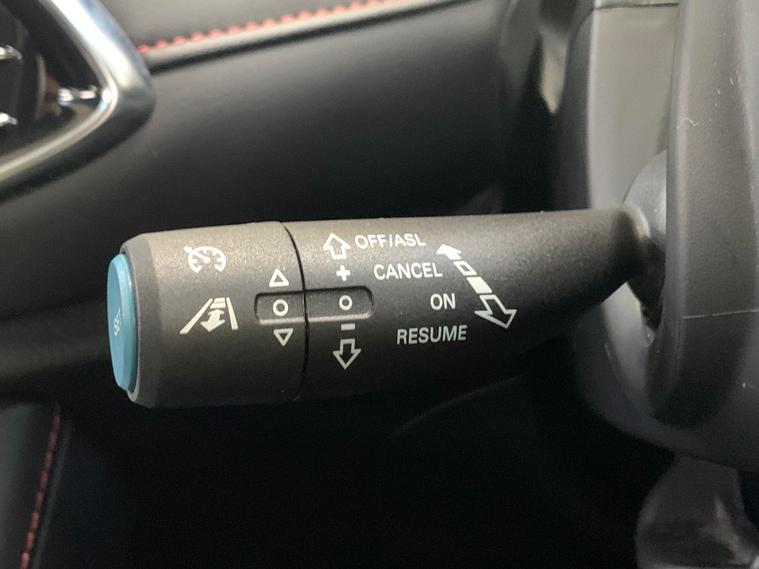 OFF/ASL
+
CANCEL
ON
-
RESUME